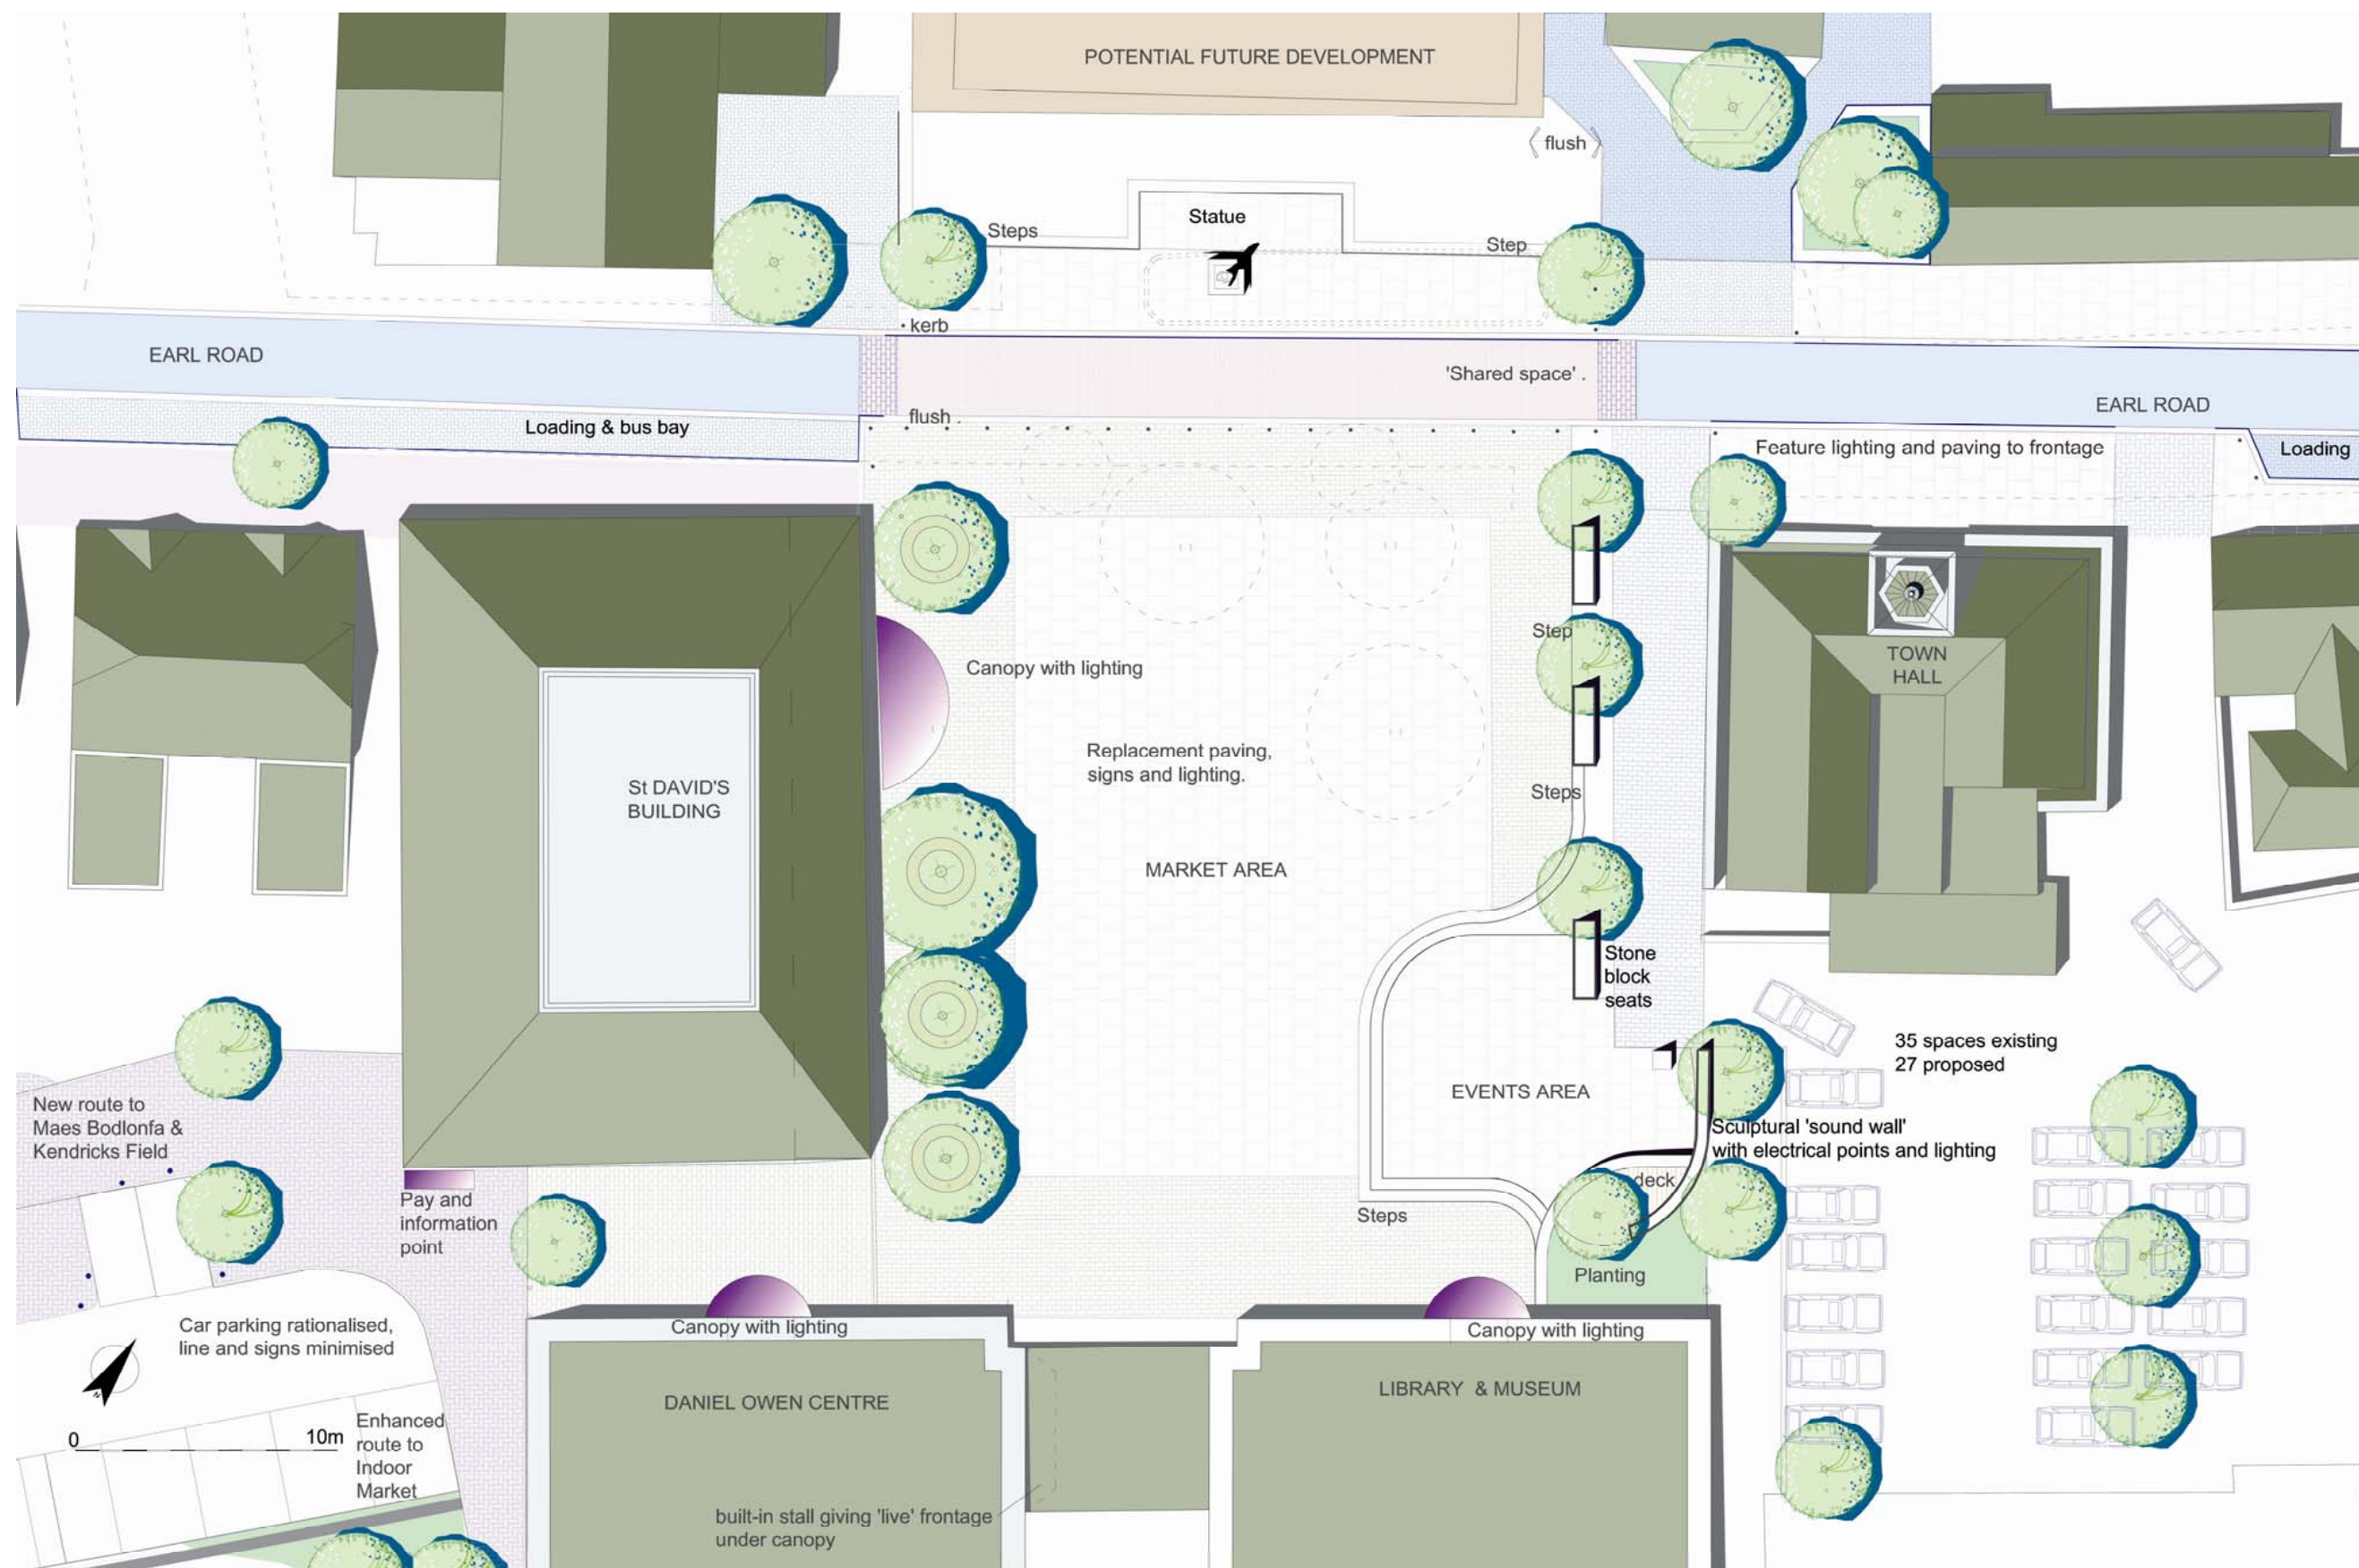 POTENTIAL FUTURE DEVELOPMENT
flush
Statue
Steps
Step
kerb
EARL ROAD
'Shared space' .
EARL ROAD
flush .
Loading & bus bay
Feature lighting and paving to frontage
Loading
Step
TOWN
HALL
Canopy with lighting
Replacement paving,
signs and lighting.
St DAVID'S
BUILDING
Steps
MARKET AREA
Stone
block
seats
35 spaces existing
27 proposed
EVENTS AREA
New route to
Maes Bodlonfa &
Kendricks Field
Sculptural 'sound wall'
with electrical points and lighting
deck
Pay and
information
point
Steps
Planting
Car parking rationalised,
line and signs minimised
Canopy with lighting
Canopy with lighting
N
DANIEL OWEN CENTRE
LIBRARY & MUSEUM
0
10m
Enhanced
route to
Indoor
Market
built-in stall giving 'live' frontage
under canopy